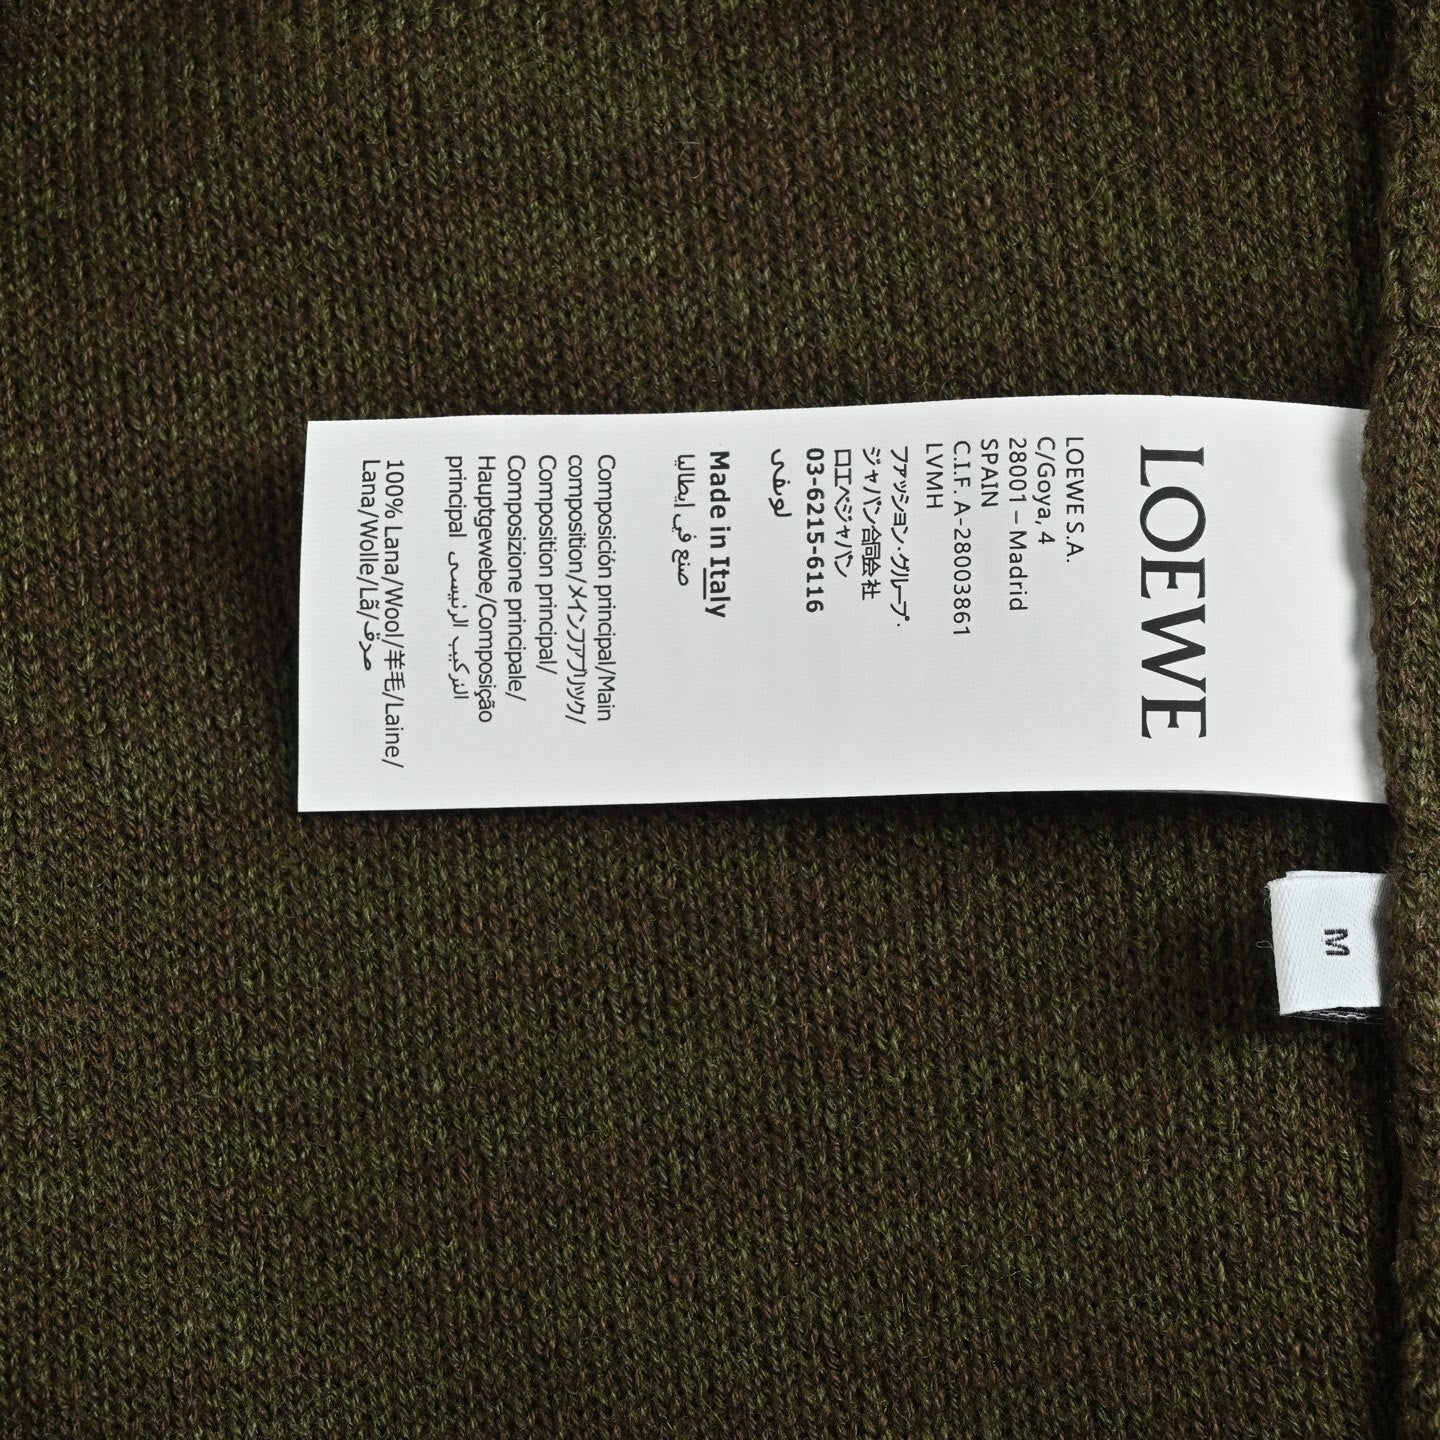 LOEWE
LOEWE S.A.
C/Goya, 4
28001 – Madrid
SPAIN
C.I.F. A-28003861
LVMH
ファッション・グループ・
ジャパン合同会社
ロエベジャパン
03-6215-6116
لويفي
Made in Italy
صنع في إيطاليا
Composición principal/Main
composition/メインファブリック/
Composition principal/
Composizione principale/
Hauptgewebe/Composição
principal التركيب الرئيسى
100% Lana/Wool/羊毛/Laine/
Lana/Wolle/Lã/صوف
M